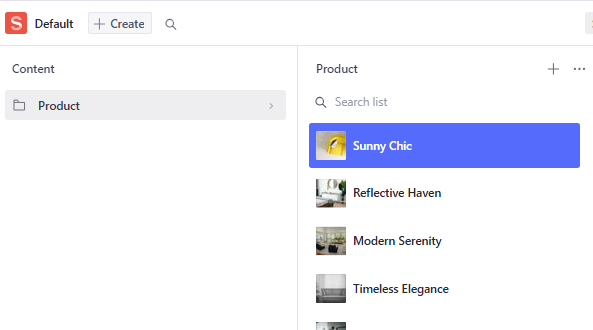 S Default
Create
Content
Product
Product
Search list
Sunny Chic
Reflective Haven
Modern Serenity
Timeless Elegance